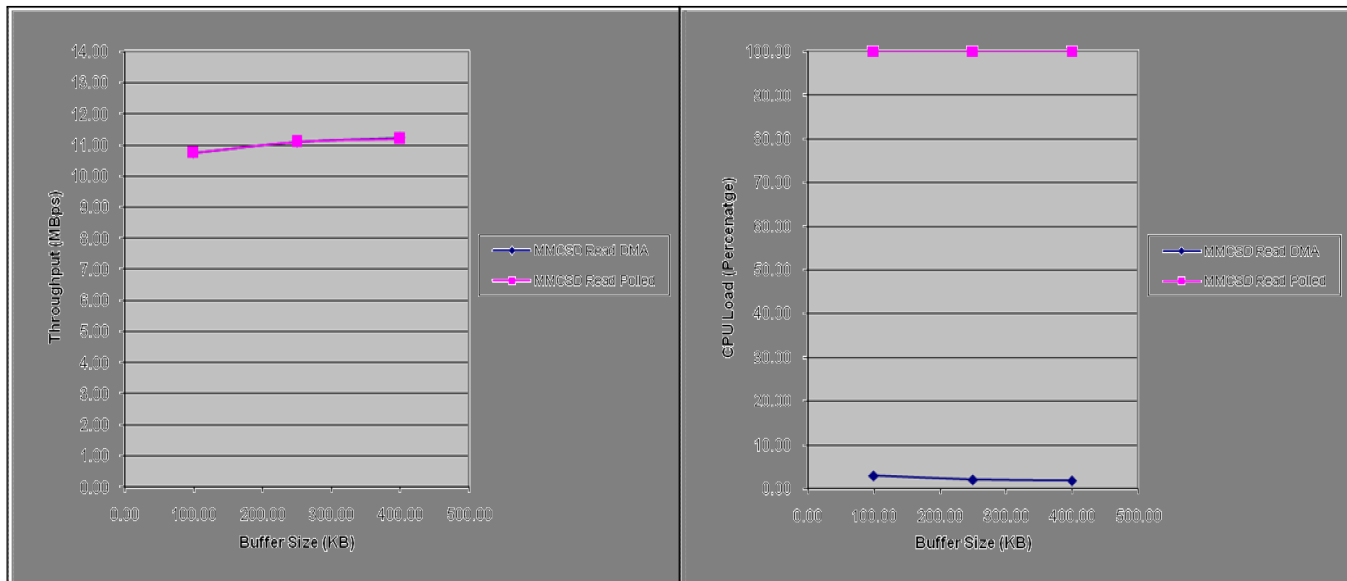 14.00
13.00
12.00
11.00
10.00
9.00
8.00
7.00
6.00
5.00
4.00
3.00
2.00
1.00
0.00
Throughput (MBps)
0.00 100.00 200.00 300.00 400.00 500.00
Buffer Size (KB)
MMCSD Read DMA
MMCSD Read Polled
100.00
90.00
80.00
70.00
60.00
50.00
40.00
30.00
20.00
10.00
0.00
CPU Load (Percenatge)
0.00 100.00 200.00 300.00 400.00 500.00
Buffer Size (KB)
MMCSD Read DMA
MMCSD Read Polled